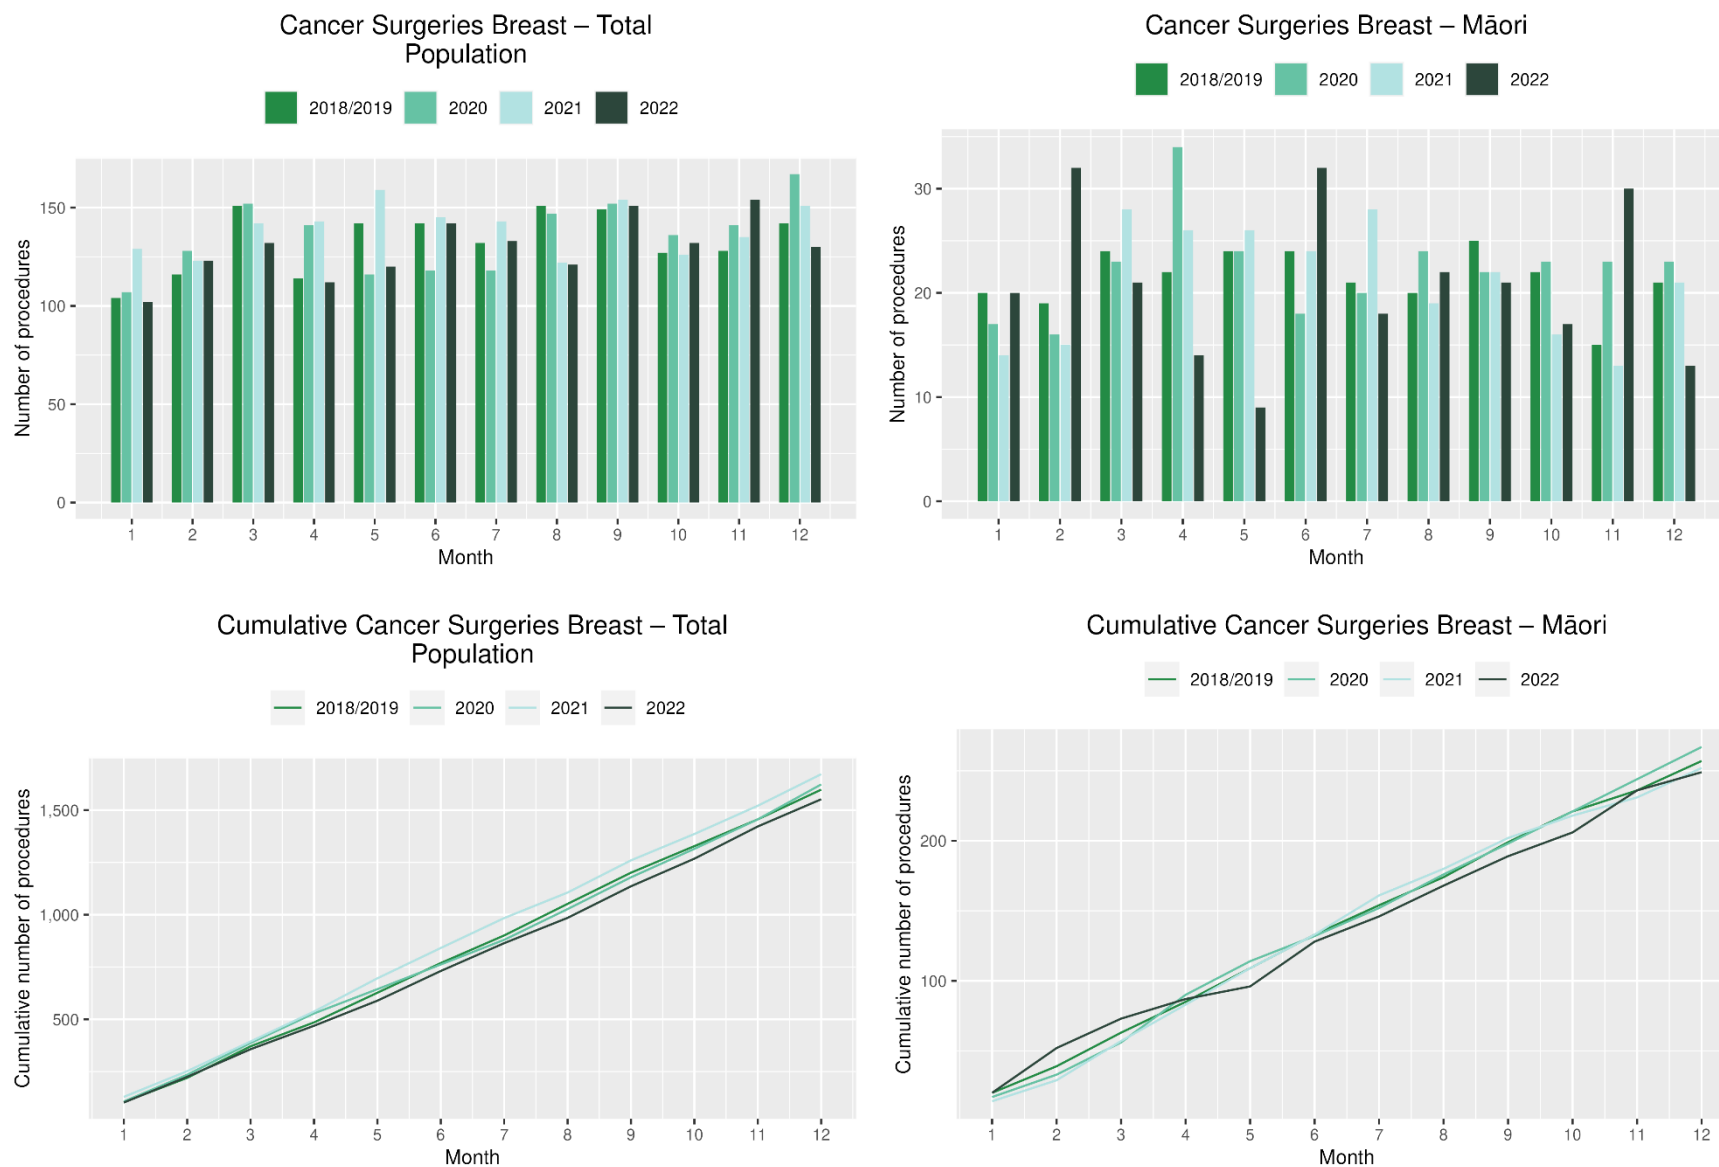 Cancer Surgeries Breast – Total
Population
2018/2019 2020 2021 2022
Number of procedures
150
100
50
0
1 2 3 4 5 6 7 8 9 10 11 12
Month
Cancer Surgeries Breast – Māori
2018/2019 2020 2021 2022
Number of procedures
30
20
10
0
1 2 3 4 5 6 7 8 9 10 11 12
Month
Cumulative Cancer Surgeries Breast – Total
Population
2018/2019 2020 2021 2022
Cumulative number of procedures
1,500
1,000
500
1 2 3 4 5 6 7 8 9 10 11 12
Month
Cumulative Cancer Surgeries Breast – Māori
2018/2019 2020 2021 2022
Cumulative number of procedures
200
100
1 2 3 4 5 6 7 8 9 10 11 12
Month